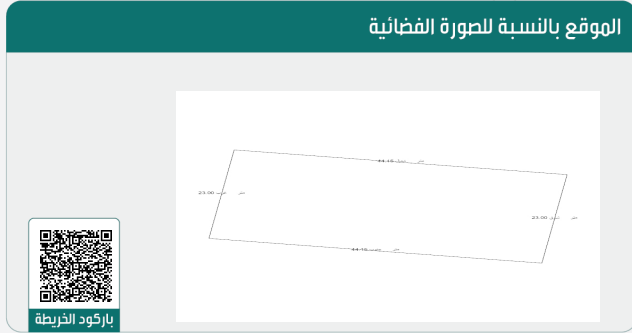 الموقع بالنسبة للصورة الفضائية
44.15
23.00
23.00
44.15
باركود الخريطة